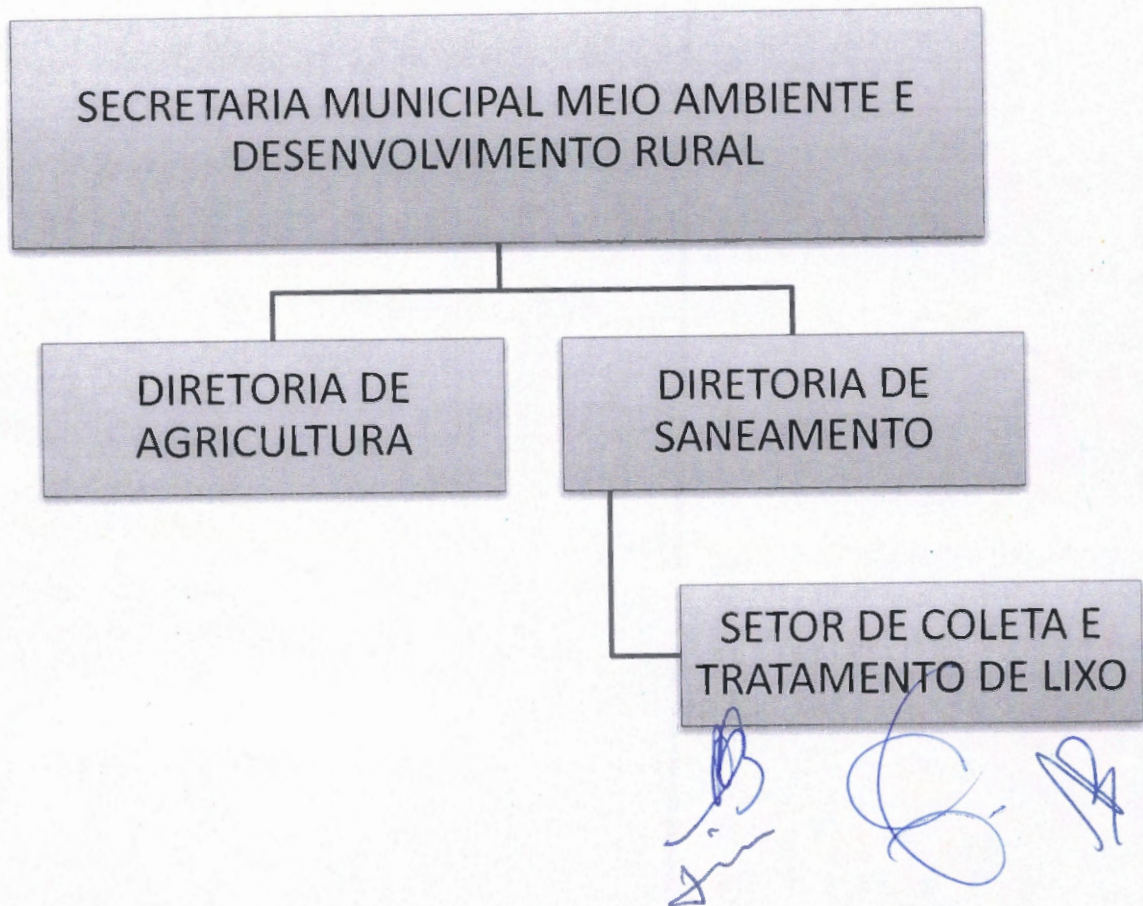 SECRETARIA MUNICIPAL MEIO AMBIENTE E
DESENVOLVIMENTO RURAL
DIRETORIA DE
AGRICULTURA
DIRETORIA DE
SANEAMENTO
SETOR DE COLETA E
TRATAMENTO DE LIXO